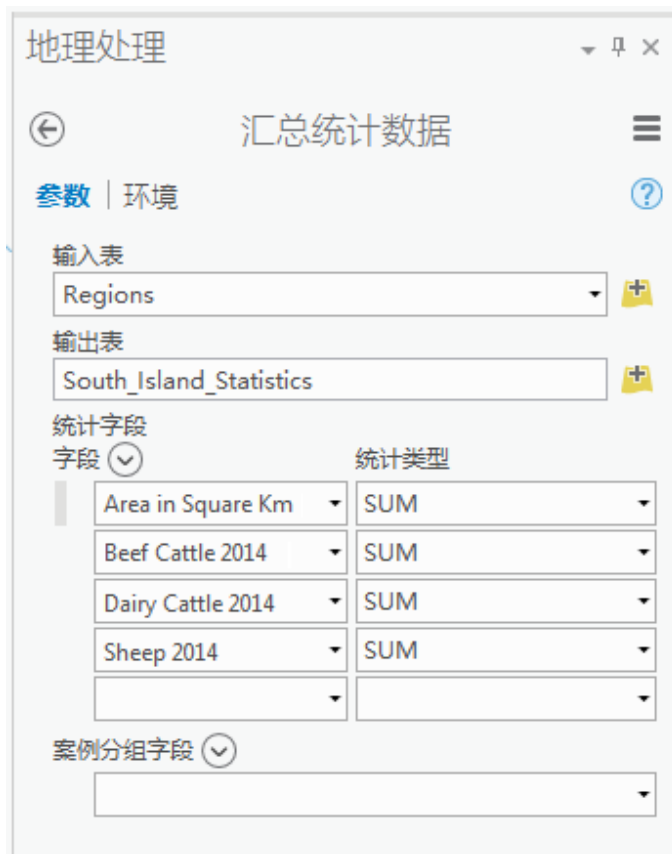 地理处理
汇总统计数据
参数 环境
输入表
Regions
输出表
South_Island_Statistics
统计字段
字段 统计类型
Area in Square Km SUM
Beef Cattle 2014 SUM
Dairy Cattle 2014 SUM
Sheep 2014 SUM
案例分组字段